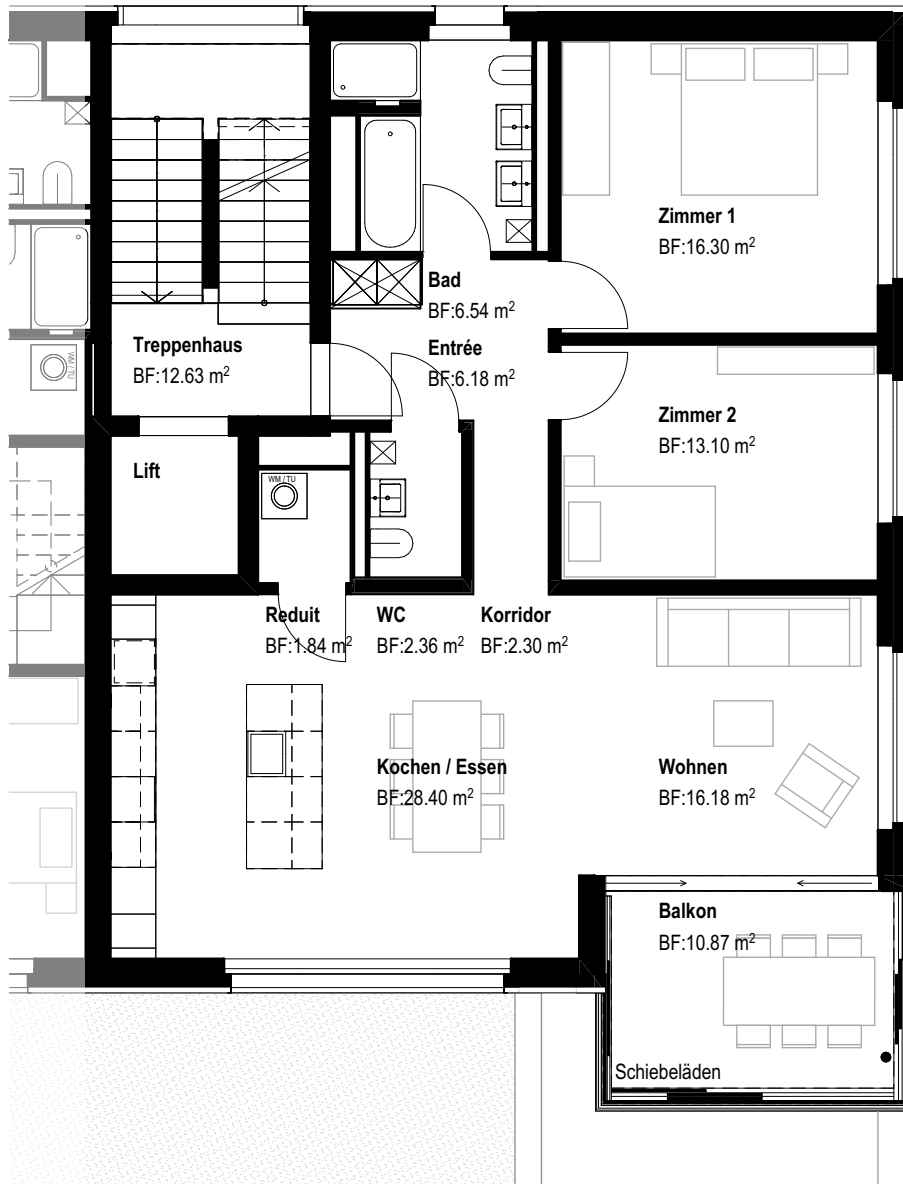 Zimmer 1
BF:16.30 m²
Bad
BF:6.54 m²
Treppenhaus
BF:12.63 m²
Entrée
BF:6.18 m²
WM / TU
Zimmer 2
BF:13.10 m²
Lift
WM / TU
Reduit
BF:1.84 m²
WC
BF:2.36 m²
Korridor
BF:2.30 m²
Kochen / Essen
BF:28.40 m²
Wohnen
BF:16.18 m²
Balkon
BF:10.87 m²
Schiebeläden